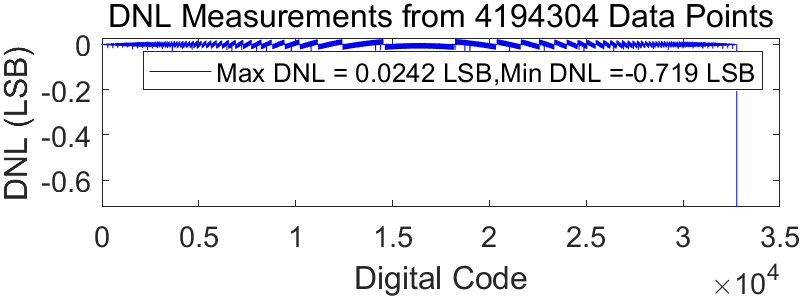 DNL Measurements from 4194304 Data Points
DNL (LSB)
0
-0.2
-0.4
-0.6
Max DNL = 0.0242 LSB,Min DNL =-0.719 LSB
0 0.5 1 1.5 2 2.5 3 3.5
Digital Code
×10⁴